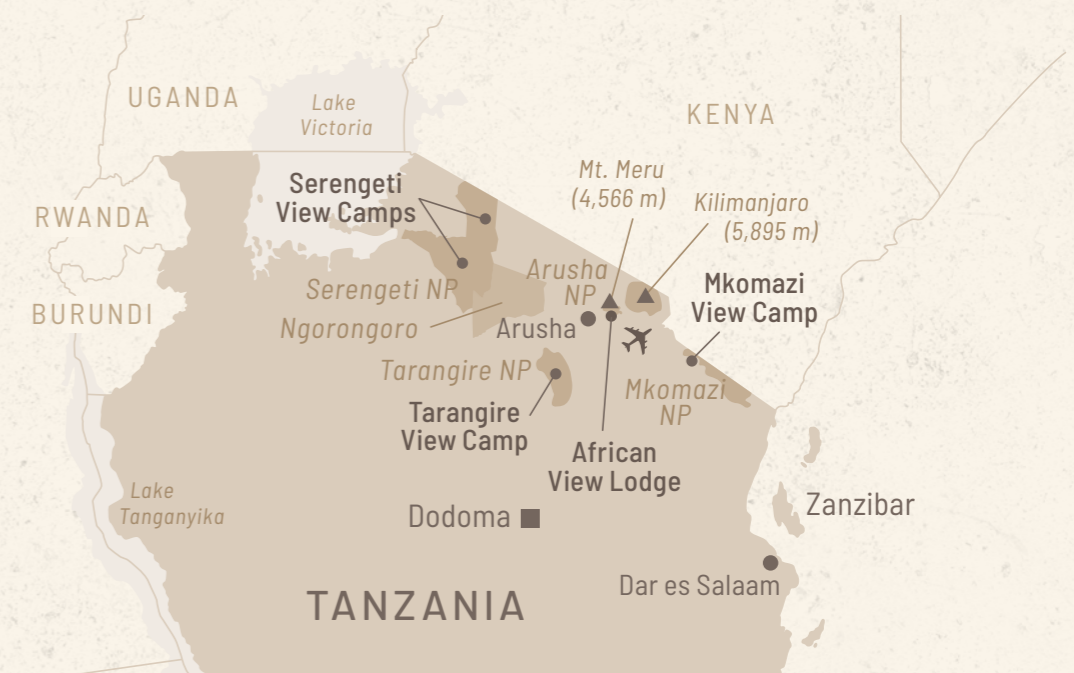 UGANDA
Lake
Victoria
KENYA
Mt. Meru
(4,566 m)
Serengeti
View Camps
Kilimanjaro
(5,895 m)
RWANDA
Arusha
NP
Mkomazi
View Camp
Serengeti NP
BURUNDI
Ngorongoro
Arusha
Tarangire NP
Mkomazi
NP
Tarangire
View Camp
African
View Lodge
Lake
Tanganyika
Dodoma
Zanzibar
Dar es Salaam
TANZANIA